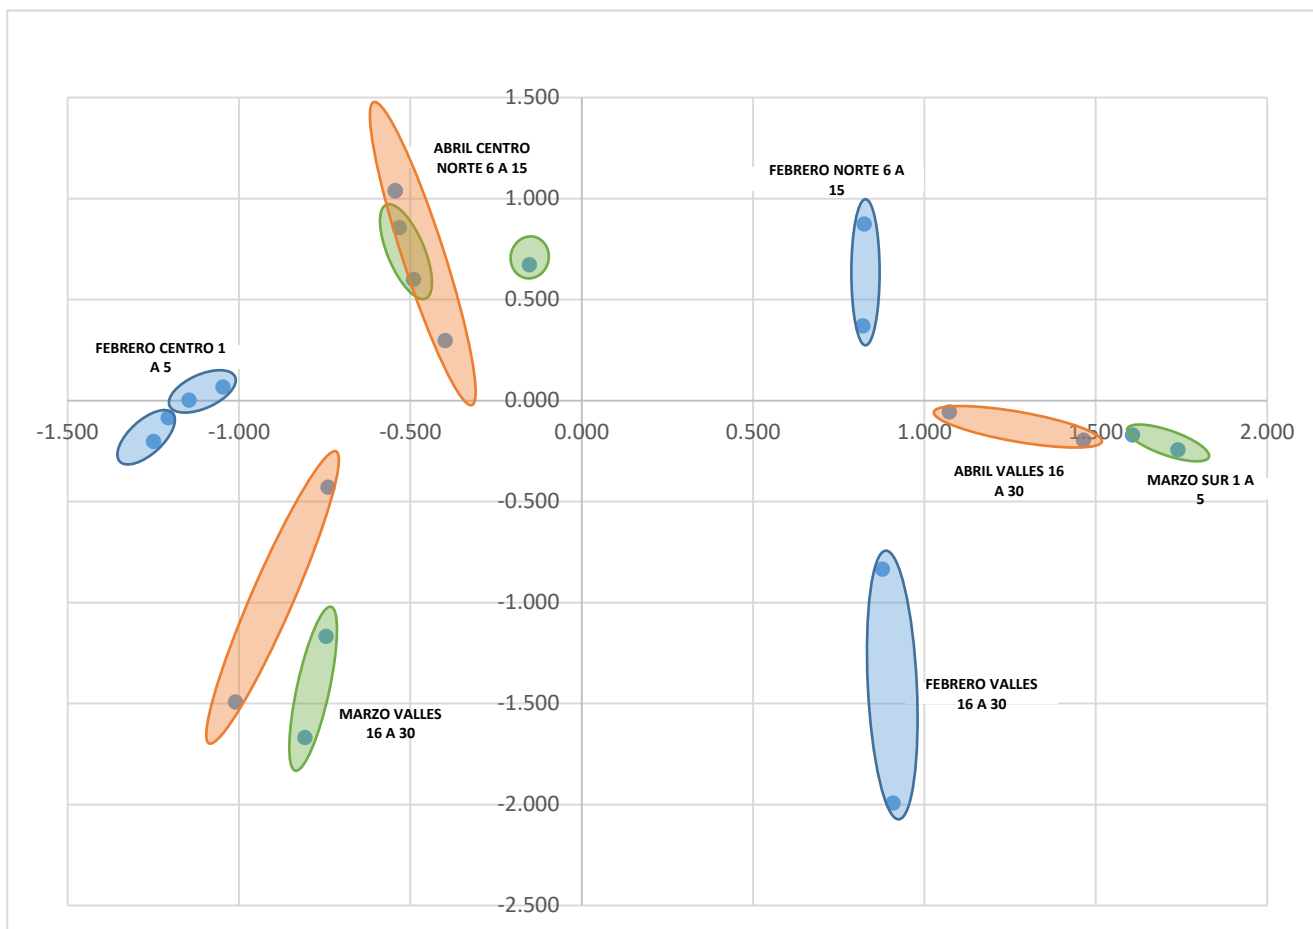 1.500
ABRIL CENTRO
NORTE 6 A 15
FEBRERO NORTE 6 A
15
1.000
0.500
FEBRERO CENTRO 1
A 5
0.000
-1.500 -1.000 -0.500 0.000 0.500 1.000 1.500 2.000
ABRIL VALLES 16
A 30
MARZO SUR 1 A
5
-0.500
-1.000
FEBRERO VALLES
16 A 30
-1.500
MARZO VALLES
16 A 30
-2.000
-2.500